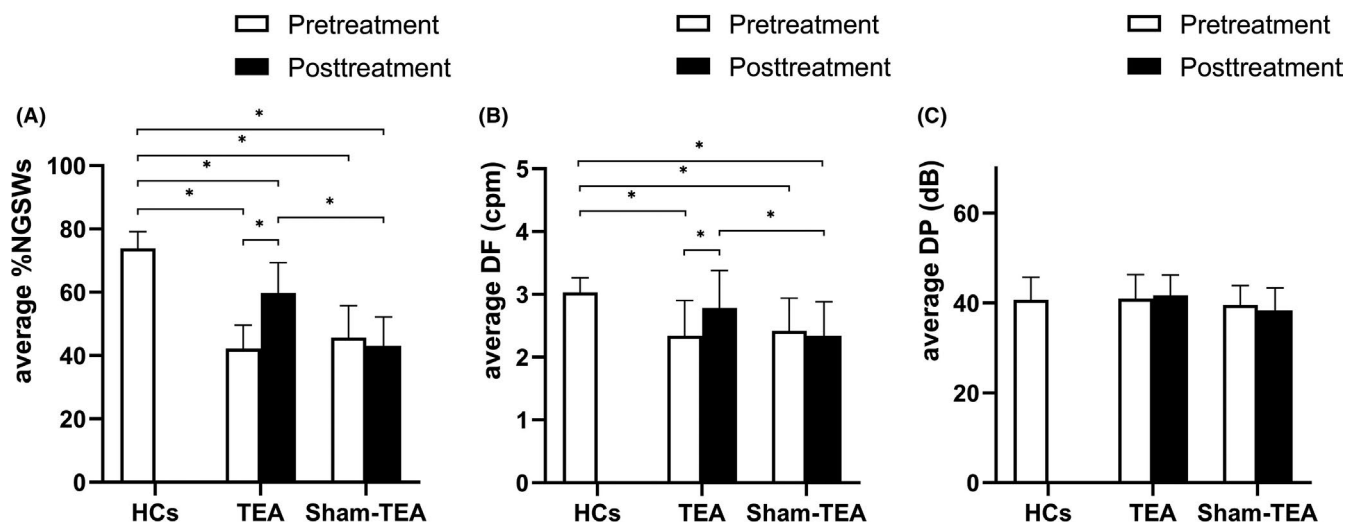 Pretreatment
Posttreatment
Pretreatment
Posttreatment
Pretreatment
Posttreatment
(A)
average %NGSWs
100
80
60
40
20
0
* * * * * *
HCs TEA Sham-TEA
(B)
average DF (cpm)
5
4
3
2
1
0
* * * * *
HCs TEA Sham-TEA
(C)
average DP (dB)
60
40
20
0
HCs TEA Sham-TEA